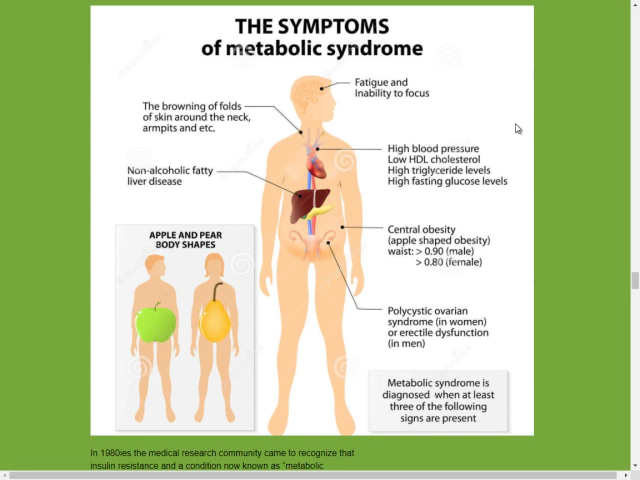 THE SYMPTOMS
of metabolic syndrome
Fatigue and
Inability to focus
The browning of folds
of skin around the neck,
armpits and etc.
High blood pressure
Low HDL cholesterol
High triglyceride levels
High fasting glucose levels
Non-alcoholic fatty
liver disease
Central obesity
(apple shaped obesity)
waist: > 0.90 (male)
> 0.80 (female)
APPLE AND PEAR
BODY SHAPES
Polycystic ovarian
syndrome (in women)
or erectile dysfunction
(in men)
Metabolic syndrome is
diagnosed when at least
three of the following
signs are present
In 1980ies the medical research community came to recognize that
insulin resistance and a condition now known as "metabolic